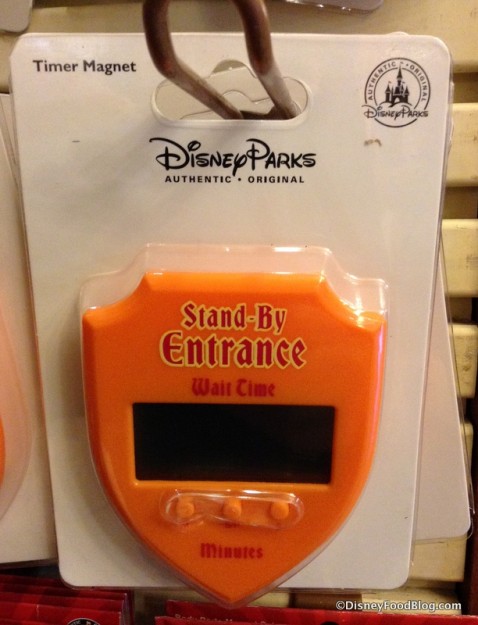 Timer Magnet
AUTHENTIC • ORIGINAL
Disney Parks
Disney Parks
AUTHENTIC • ORIGINAL
Stand-By
Entrance
Wait Time
Minutes
©DisneyFoodBlog.com